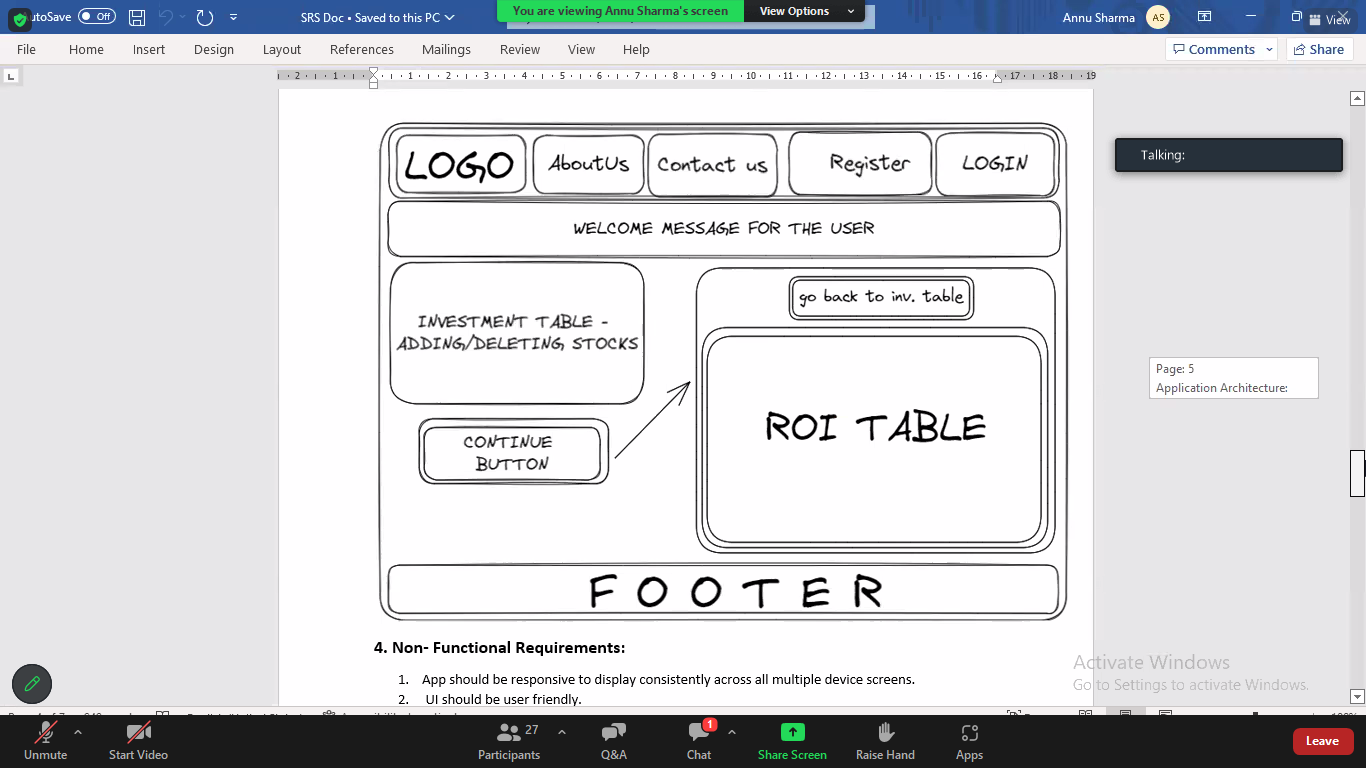 utoSave
Off
SRS Doc • Saved to this PC
You are viewing Annu Sharma's screen
View Options
Annu Sharma
AS
View
File
Home
Insert
Design
Layout
References
Mailings
Review
View
Help
Comments
Share
L
2 1 1 2 3 4 5 6 7 8 9 10 11 12 13 14 15 16 17 18 19
LOGO
AboutUs
Contact us
Register
LOGIN
WELCOME MESSAGE FOR THE USER
INVESTMENT TABLE -
ADDING/DELETING STOCKS
CONTINUE
BUTTON
go back to inv. table
ROI TABLE
FOOTER
Talking:
Page: 5
Application Architecture:
4. Non- Functional Requirements:
1. App should be responsive to display consistently across all multiple device screens.
2. UI should be user friendly.
Activate Windows
Go to Settings to activate Windows.
Unmute
Start Video
27
Participants
Q&A
1
Chat
Share Screen
Raise Hand
Apps
Leave